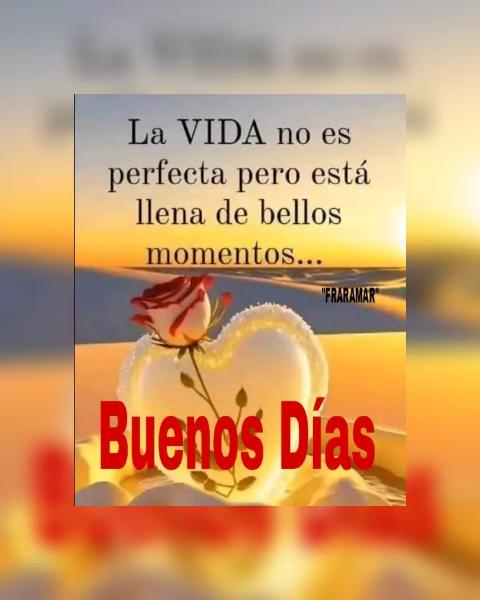 La VIDA no es
perfecta pero está
llena de bellos
momentos...
"FRARAMAR"
Buenos Días